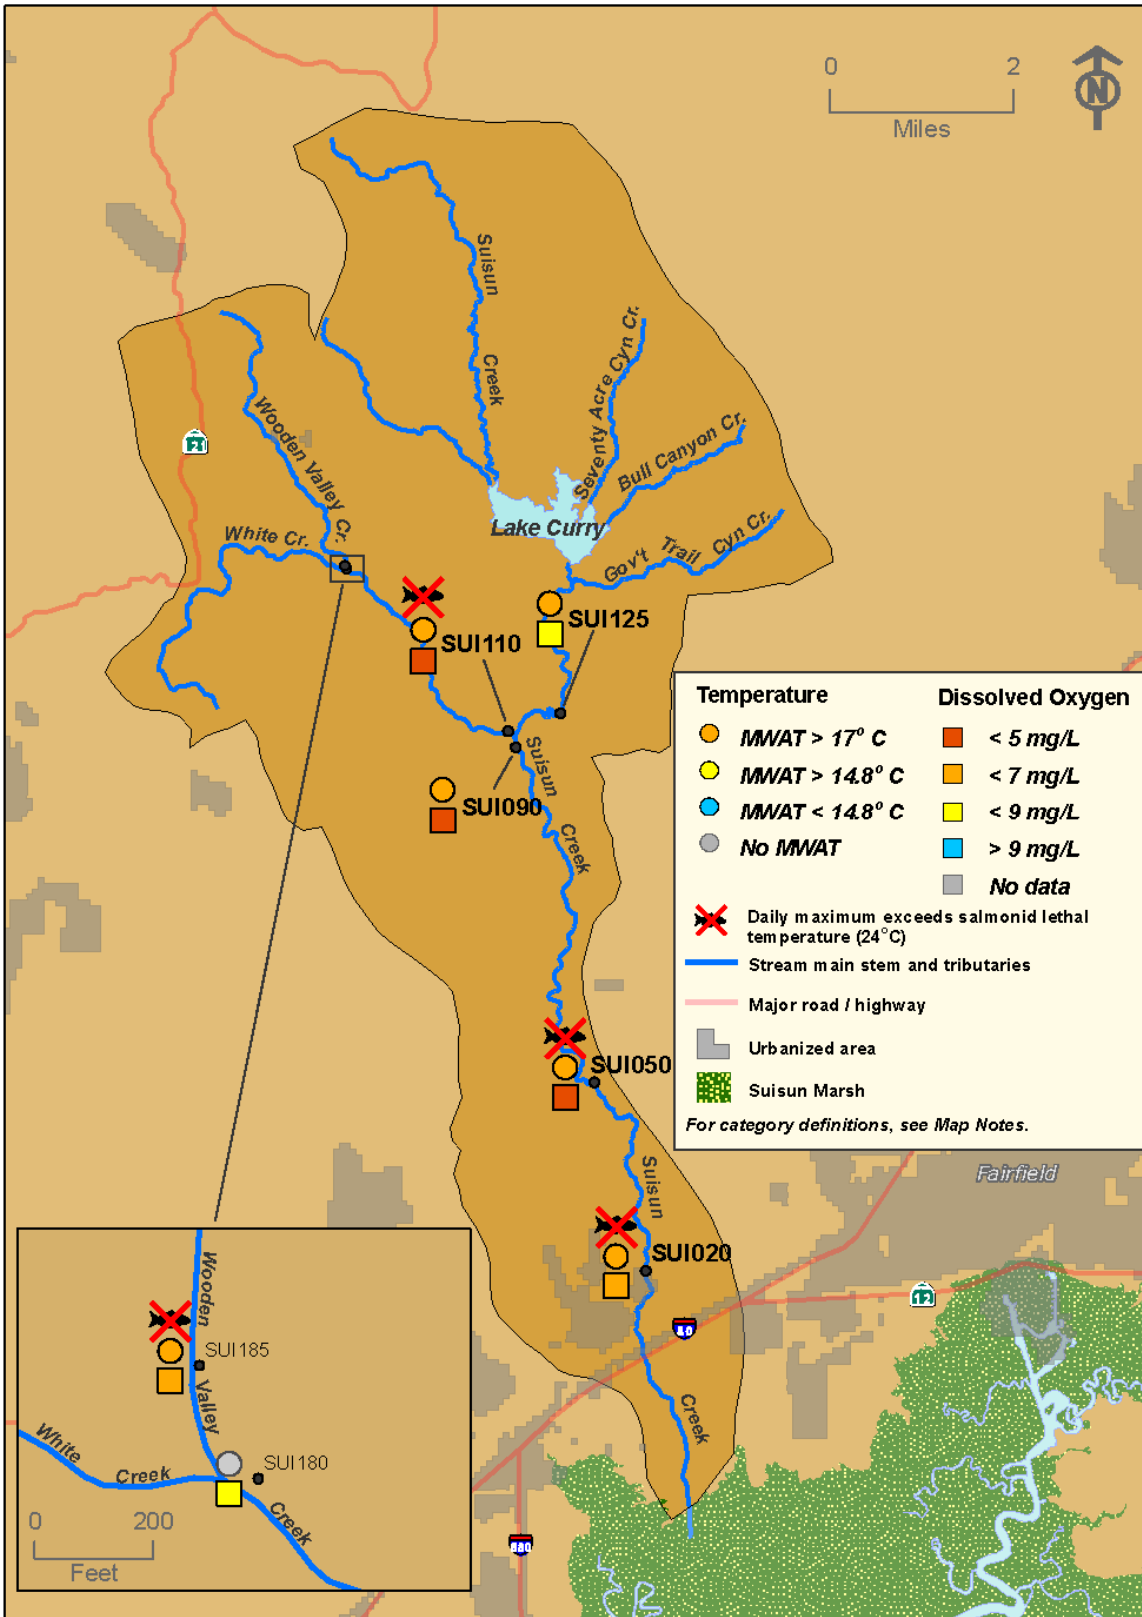 0 2
Miles
N
Suisun
Creek
Seventy Acre Cyn Cr.
Bull Canyon Cr.
Wooden Valley Cr.
121
White Cr.
Lake Curry
Gov't Trail Cyn Cr.
SUI125
SUI110
SUI090
Suisun
Creek
Temperature
MWAT > 17° C
MWAT > 14.8° C
MWAT < 14.8° C
No MWAT
Dissolved Oxygen
< 5 mg/L
< 7 mg/L
< 9 mg/L
> 9 mg/L
No data
Daily maximum exceeds salmonid lethal
temperature (24°C)
Stream main stem and tributaries
Major road / highway
Urbanized area
Suisun Marsh
For category definitions, see Map Notes.
SUI050
Suisun
Fairfield
SUI020
12
Creek
680
Wooden
SUI185
Valley
White
Creek
SUI180
Creek
0 200
Feet